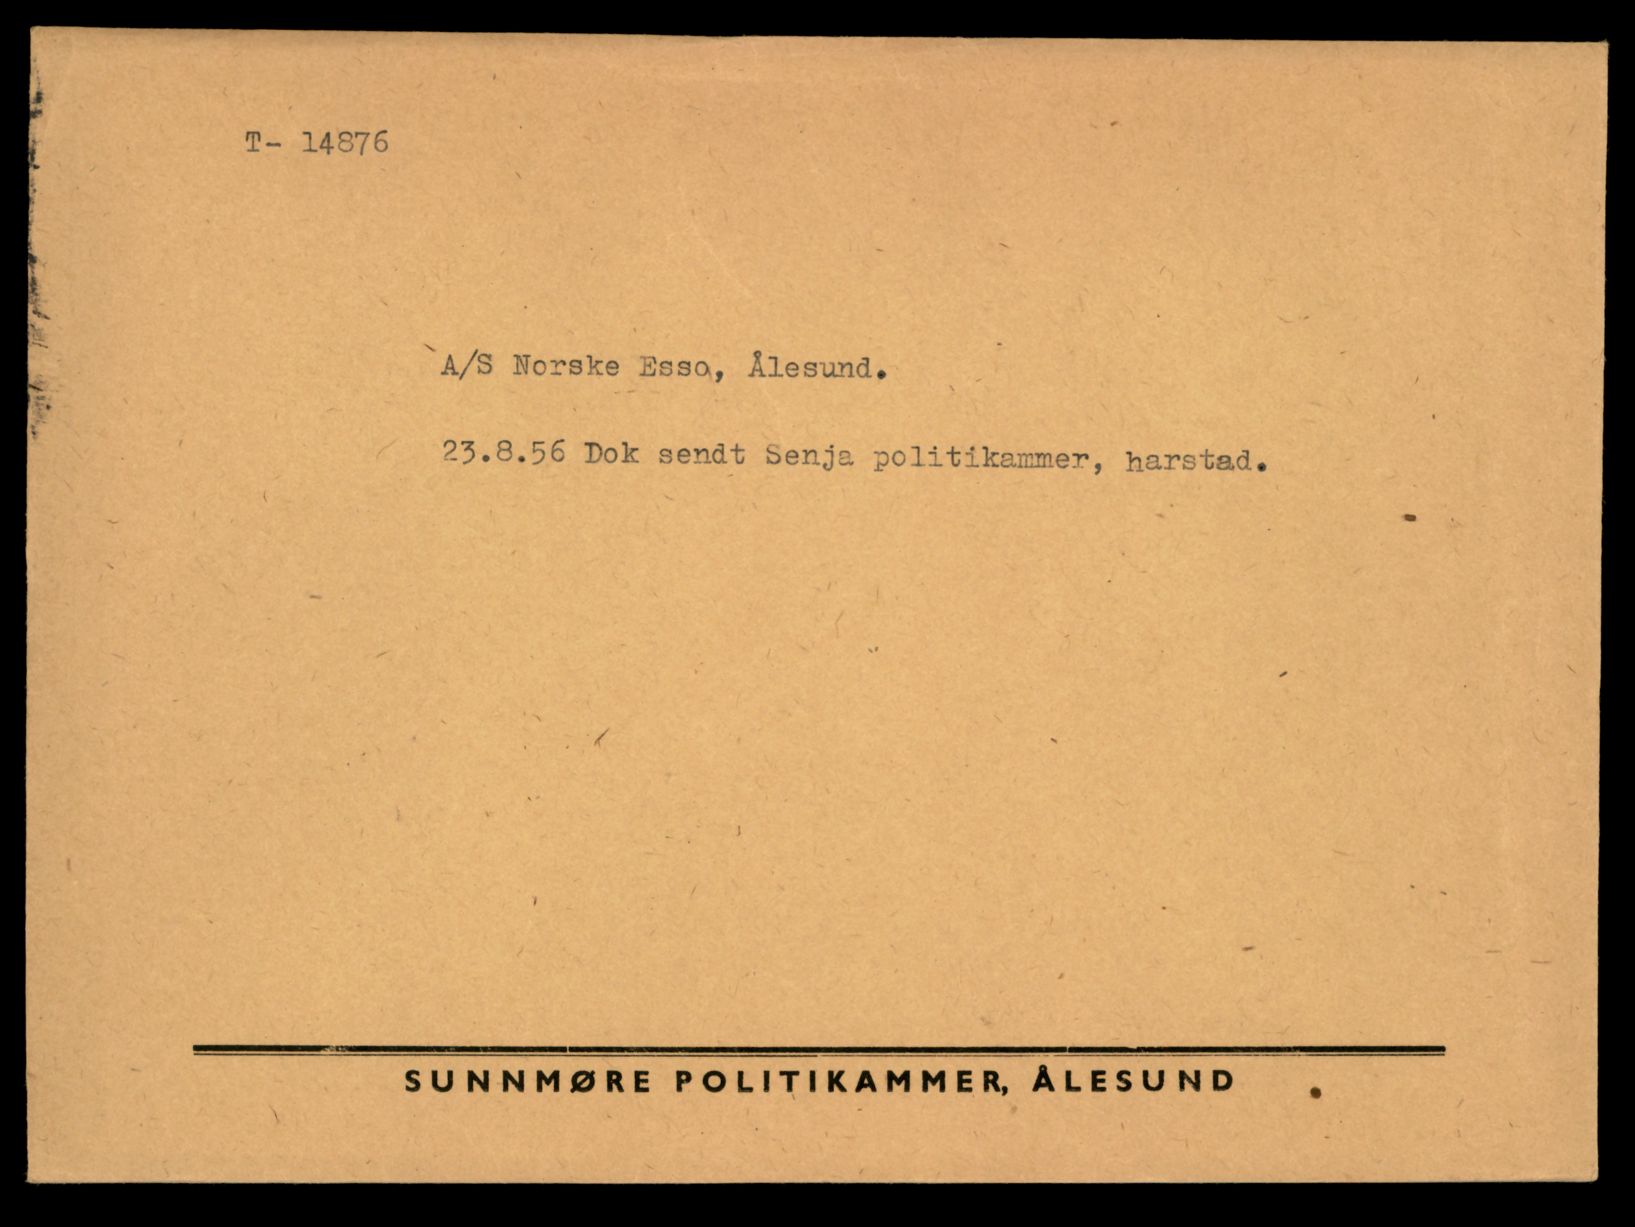 T- 14876
A/S Norske Esso, Ålesund.
23.8.56 Dok sendt Senja politikammer, harstad.
SUNNMØRE POLITIKAMMER, ÅLESUND